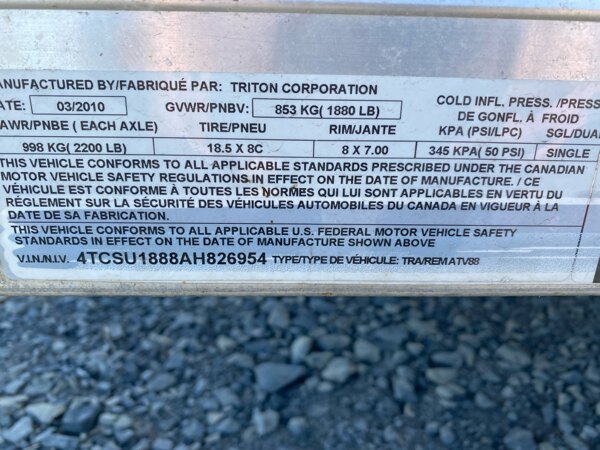 MANUFACTURED BY/FABRIQUÉ PAR: TRITON CORPORATION
DATE: 03/2010 GVWR/PNBV: 853 KG( 1880 LB) COLD INFL. PRESS. /PRESS.
DE GONFL. À FROID
GAWR/PNBE ( EACH AXLE) TIRE/PNEU RIM/JANTE KPA (PSI/LPC) SGL/DUAL
998 KG( 2200 LB) 18.5 X 8C 8 X 7.00 345 KPA( 50 PSI) SINGLE
THIS VEHICLE CONFORMS TO ALL APPLICABLE STANDARDS PRESCRIBED UNDER THE CANADIAN
MOTOR VEHICLE SAFETY REGULATIONS IN EFFECT ON THE DATE OF MANUFACTURE. / CE
VÉHICULE EST CONFORME À TOUTES LES NORMES QUI LUI SONT APPLICABLES EN VERTU DU
RÉGLEMENT SUR LA SÉCURITÉ DES VÉHICULES AUTOMOBILES DU CANADA EN VIGUEUR À LA
DATE DE SA FABRICATION.
THIS VEHICLE CONFORMS TO ALL APPLICABLE U.S. FEDERAL MOTOR VEHICLE SAFETY
STANDARDS IN EFFECT ON THE DATE OF MANUFACTURE SHOWN ABOVE
V.I.N./N.I.V. 4TCSU1888AH826954 TYPE/TYPE DE VÉHICULE: TRA/REM ATV88